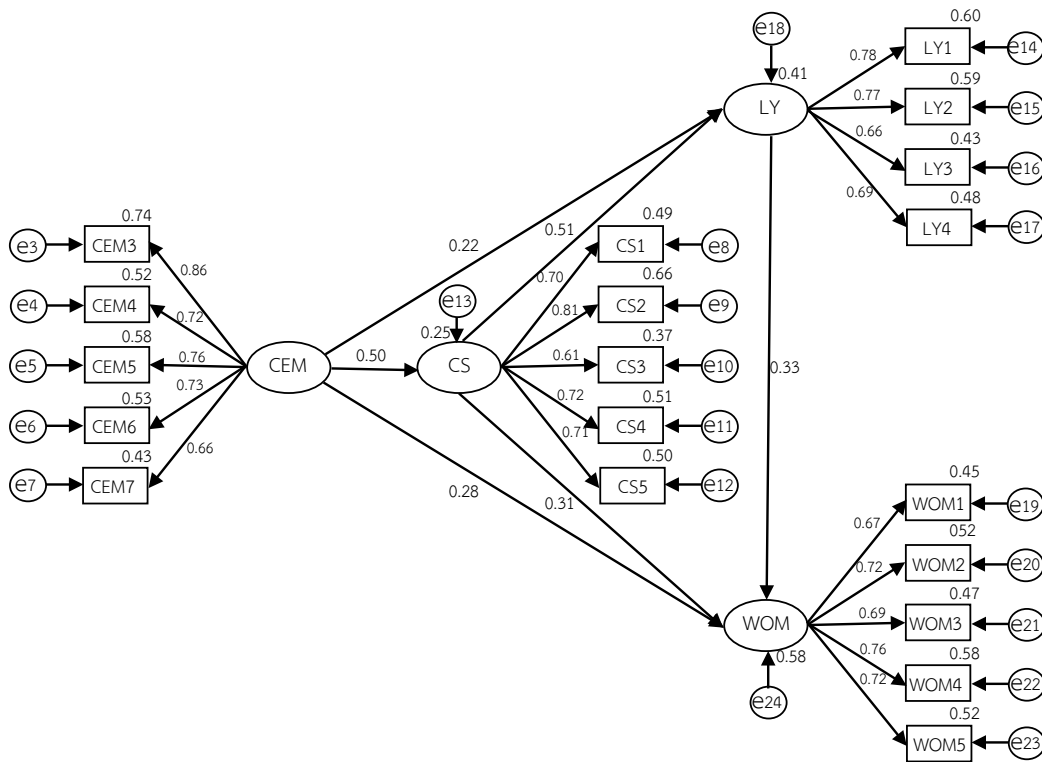 e18
0.41
LY
0.60
LY1
e14
0.78
0.59
LY2
e15
0.77
0.43
LY3
e16
0.66
0.48
LY4
e17
0.69
0.74
CEM3
e3
0.86
0.52
CEM4
e4
0.72
0.58
CEM5
e5
0.76
0.53
CEM6
e6
0.73
0.43
CEM7
e7
0.66
CEM
0.22
0.50
0.28
e13
0.25
CS
0.51
0.31
0.49
CS1
e8
0.70
0.66
CS2
e9
0.81
0.37
CS3
e10
0.61
0.51
CS4
e11
0.72
0.50
CS5
e12
0.71
0.33
WOM
0.58
e24
0.45
WOM1
e19
0.67
052
WOM2
e20
0.72
0.47
WOM3
e21
0.69
0.58
WOM4
e22
0.76
0.52
WOM5
e23
0.72